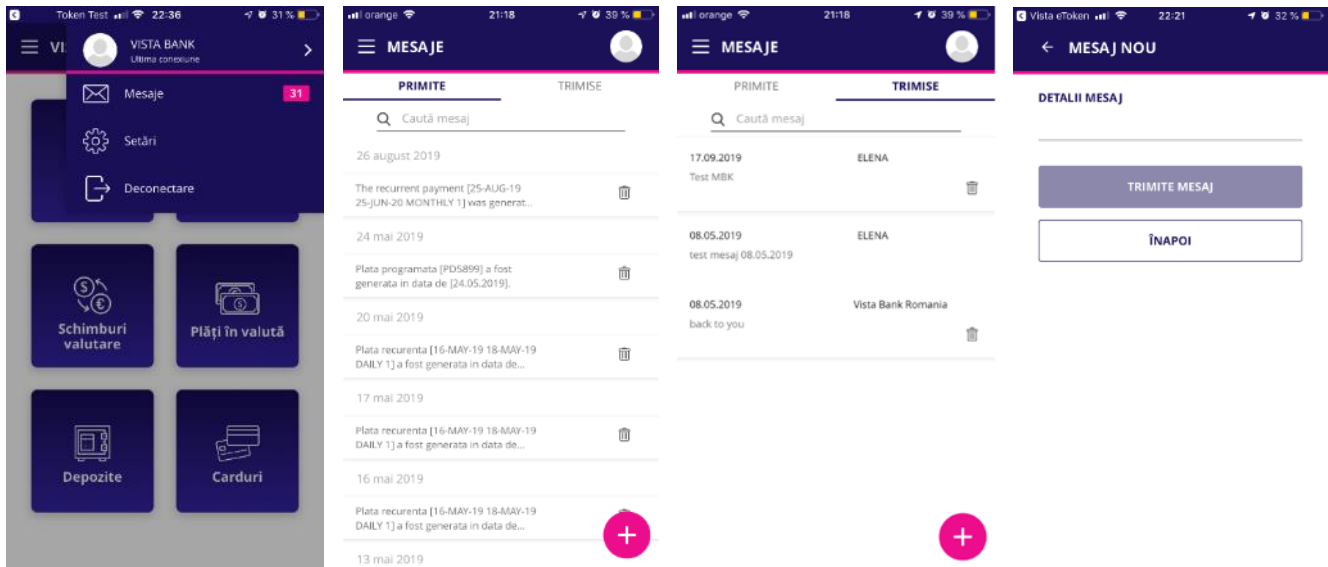 Token Test 22:36 31 %
VI
VISTA BANK
Ultima conexiune
Mesaje 31
Setări
Deconectare
Schimburi
valutare
Plăți în valută
Depozite
Carduri
orange 21:18 39 %
MESAJE
PRIMITE TRIMISE
Caută mesaj
26 august 2019
The recurrent payment [25-AUG-19
25-JUN-20 MONTHLY 1] was generat...
24 mai 2019
Plata programata [PD5899] a fost
generata in data de [24.05.2019].
20 mai 2019
Plata recurenta [16-MAY-19 18-MAY-19
DAILY 1] a fost generata in data de...
17 mai 2019
Plata recurenta [16-MAY-19 18-MAY-19
DAILY 1] a fost generata in data de...
16 mai 2019
Plata recurenta [16-MAY-19 18-MAY-19
DAILY 1] a fost generata in data de...
13 mai 2019
orange 21:18 39 %
MESAJE
PRIMITE TRIMISE
Caută mesaj
17.09.2019 ELENA
Test MBK
08.05.2019 ELENA
test mesaj 08.05.2019
08.05.2019 Vista Bank Romania
back to you
Vista eToken 22:21 32 %
MESAJ NOU
DETALII MESAJ
TRIMITE MESAJ
ÎNAPOI